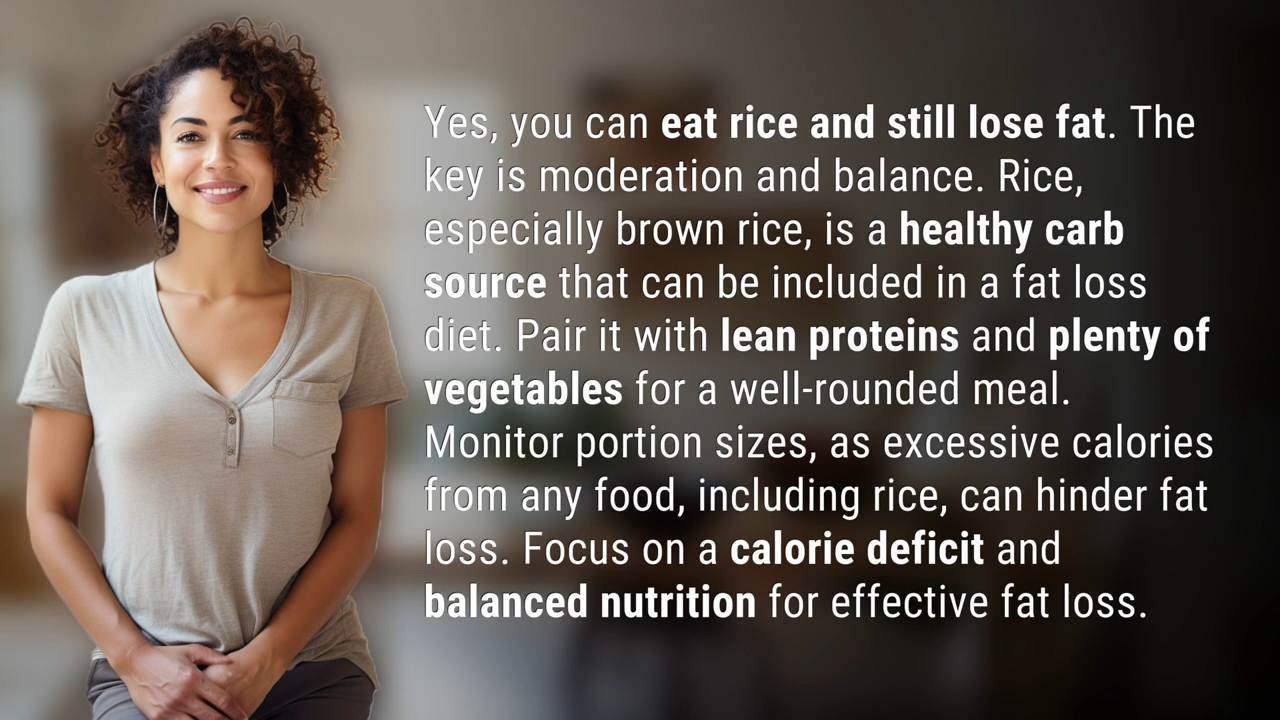 Yes, you can eat rice and still lose fat. The
key is moderation and balance. Rice,
especially brown rice, is a healthy carb
source that can be included in a fat loss
diet. Pair it with lean proteins and plenty of
vegetables for a well-rounded meal.
Monitor portion sizes, as excessive calories
from any food, including rice, can hinder fat
loss. Focus on a calorie deficit and
balanced nutrition for effective fat loss.